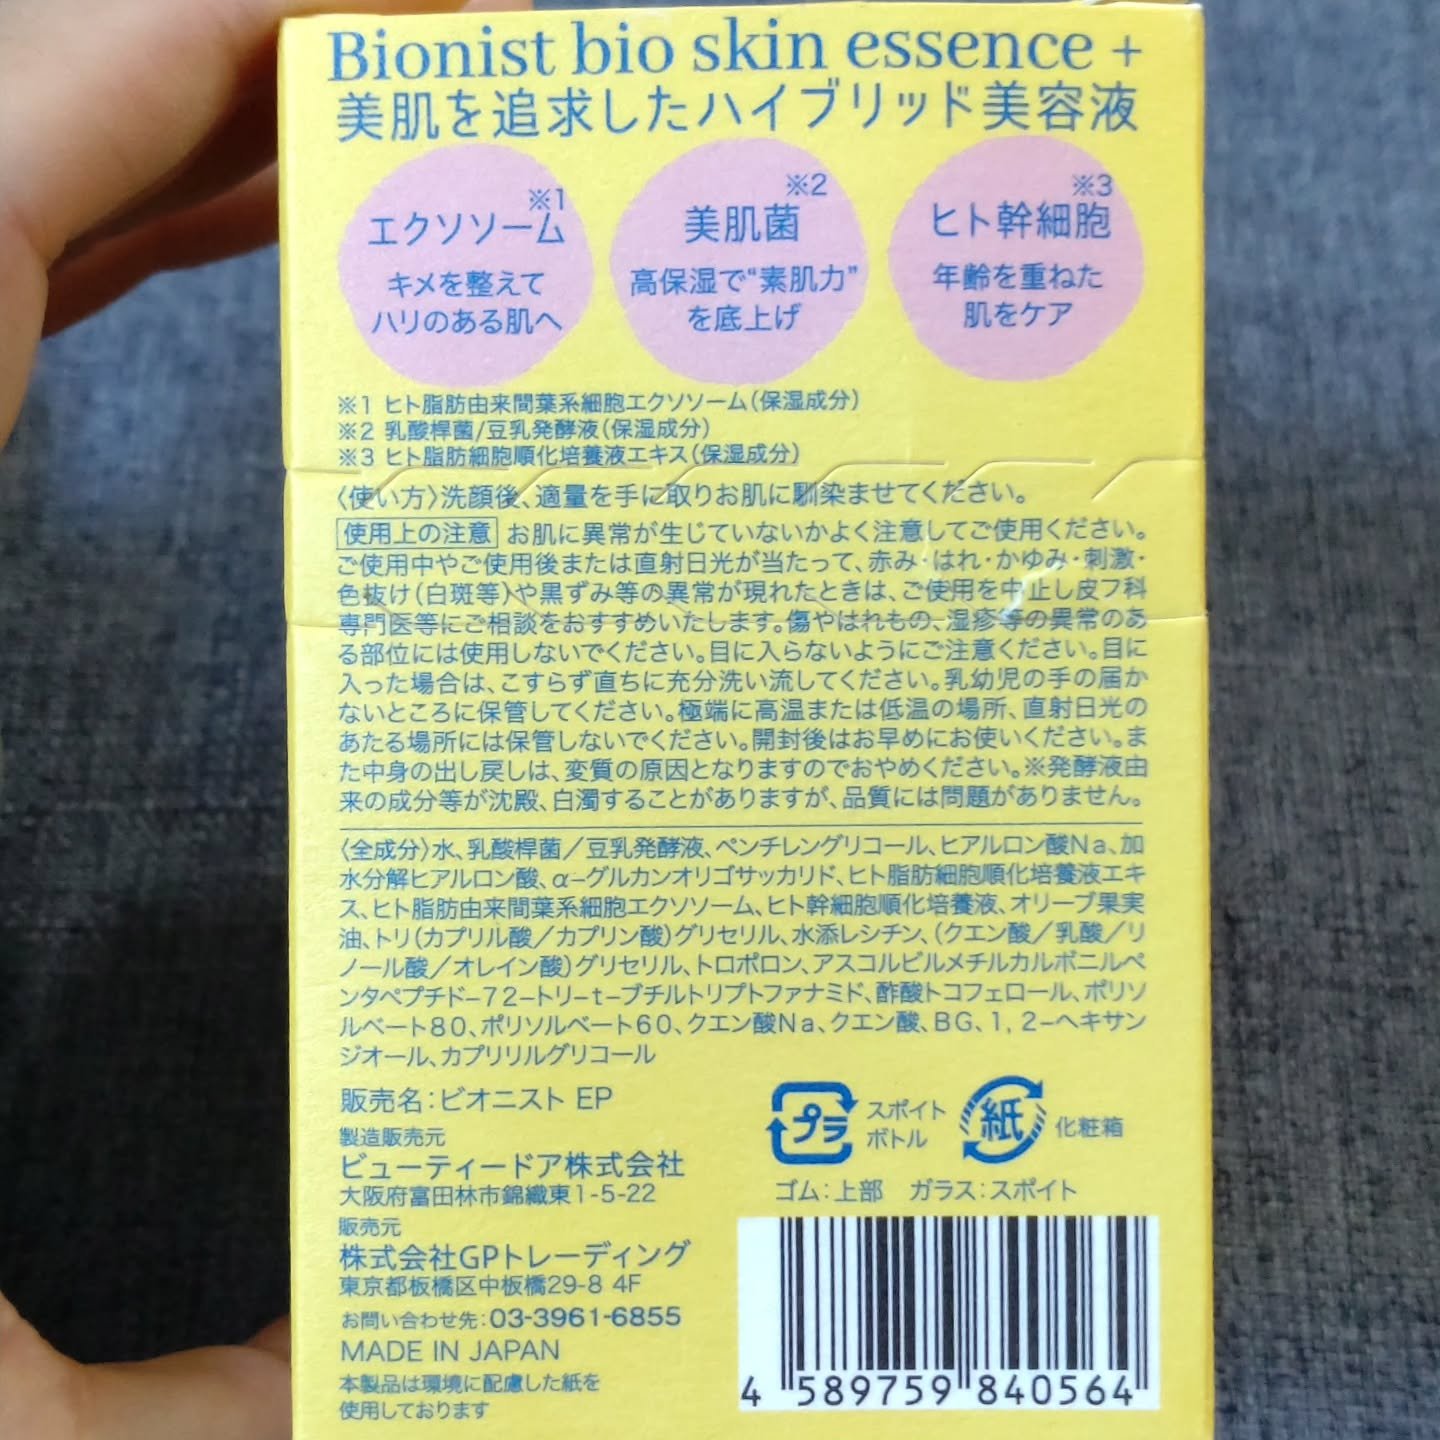 Bionist bio skin essence +
美肌を追求したハイブリッド美容液
※1
エクソソーム
キメを整えて
ハリのある肌へ
※2
美肌菌
高保湿で“素肌力”
を底上げ
※3
ヒト幹細胞
年齢を重ねた
肌をケア
※1 ヒト脂肪由来間葉系細胞エクソソーム(保湿成分)
※2 乳酸桿菌/豆乳発酵液(保湿成分)
※3 ヒト脂肪細胞順化培養液エキス(保湿成分)
〈使い方〉洗顔後、適量を手に取りお肌に馴染ませてください。
使用上の注意 お肌に異常が生じていないかよく注意してご使用ください。
ご使用中やご使用後または直射日光が当たって、赤み・はれ・かゆみ・刺激・
色抜け(白斑等)や黒ずみ等の異常が現れたときは、ご使用を中止し皮フ科
専門医等にご相談をおすすめいたします。傷やはれもの、湿疹等の異常のあ
る部位には使用しないでください。目に入らないようにご注意ください。目に
入った場合は、こすらず直ちに充分洗い流してください。乳幼児の手の届か
ないところに保管してください。極端に高温または低温の場所、直射日光の
あたる場所には保管しないでください。開封後はお早めにお使いください。ま
た中身の出し戻しは、変質の原因となりますのでおやめください。※発酵液由
来の成分等が沈殿、白濁することがありますが、品質には問題がありません。
〈全成分〉水、乳酸桿菌／豆乳発酵液、ペンチレングリコール、ヒアルロン酸Na、加
水分解ヒアルロン酸、α−グルカンオリゴサッカリド、ヒト脂肪細胞順化培養液エキ
ス、ヒト脂肪由来間葉系細胞エクソソーム、ヒト幹細胞順化培養液、オリーブ果実
油、トリ(カプリル酸／カプリン酸)グリセリル、水添レシチン、(クエン酸／乳酸／リ
ノール酸／オレイン酸)グリセリル、トロポロン、アスコルビルメチルカルボニルペ
ンタペプチド−72−トリ−t−ブチルトリプトファナミド、酢酸トコフェロール、ポリソ
ルベート80、ポリソルベート60、クエン酸Na、クエン酸、BG、1,2−ヘキサン
ジオール、カプリリルグリコール
販売名：ビオニスト EP
製造販売元
ビューティードア株式会社
大阪府富田林市錦織東1-5-22
販売元
株式会社GPトレーディング
東京都板橋区中板橋29-8 4F
お問い合わせ先：03-3961-6855
MADE IN JAPAN
本製品は環境に配慮した紙を
使用しております
プラ
スポイト
ボトル
紙
化粧箱
ゴム：上部 ガラス：スポイト
4 589759 840564